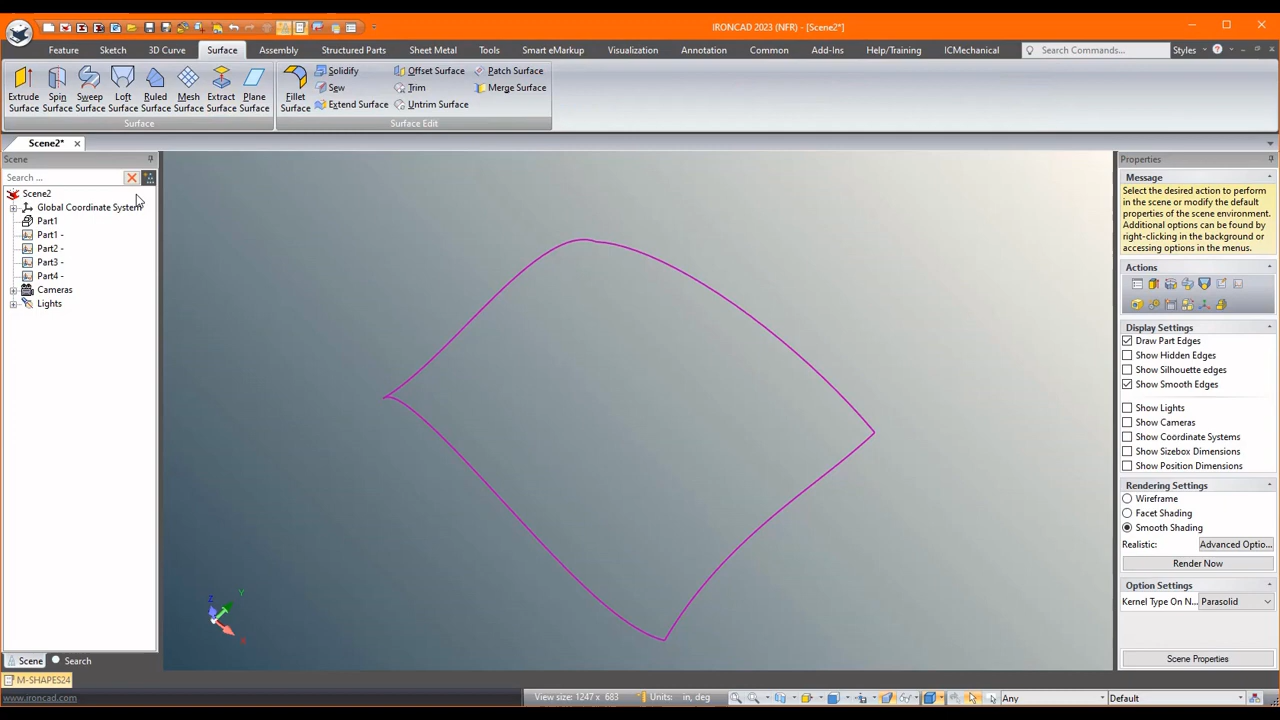 IRONCAD 2023 (NFR) - [Scene2*]
Feature Sketch 3D Curve Surface Assembly Structured Parts Sheet Metal Tools Smart eMarkup Visualization Annotation Common Add-Ins Help/Training ICMechanical Search Commands... Styles
Extrude Surface
Spin Surface
Sweep Surface
Loft Surface
Ruled Surface
Mesh Surface
Extract Surface
Plane Surface
Surface
Fillet Surface
Solidify
Sew
Extend Surface
Offset Surface
Trim
Untrim Surface
Patch Surface
Merge Surface
Surface Edit
Scene2*
Scene
Search ...
Scene2
Global Coordinate System
Part1
Part1 -
Part2 -
Part3 -
Part4 -
Cameras
Lights
Z
Y
X
Properties
Message
Select the desired action to perform
in the scene or modify the default
properties of the scene environment.
Additional options can be found by
right-clicking in the background or
accessing options in the menus.
Actions
Display Settings
Draw Part Edges
Show Hidden Edges
Show Silhouette edges
Show Smooth Edges
Show Lights
Show Cameras
Show Coordinate Systems
Show Sizebox Dimensions
Show Position Dimensions
Rendering Settings
Wireframe
Facet Shading
Smooth Shading
Realistic: Advanced Optio...
Render Now
Option Settings
Kernel Type On N... Parasolid
Scene Properties
Scene Search
M-SHAPES24
www.ironcad.com
View size: 1247 x 683 Units: in, deg Any Default